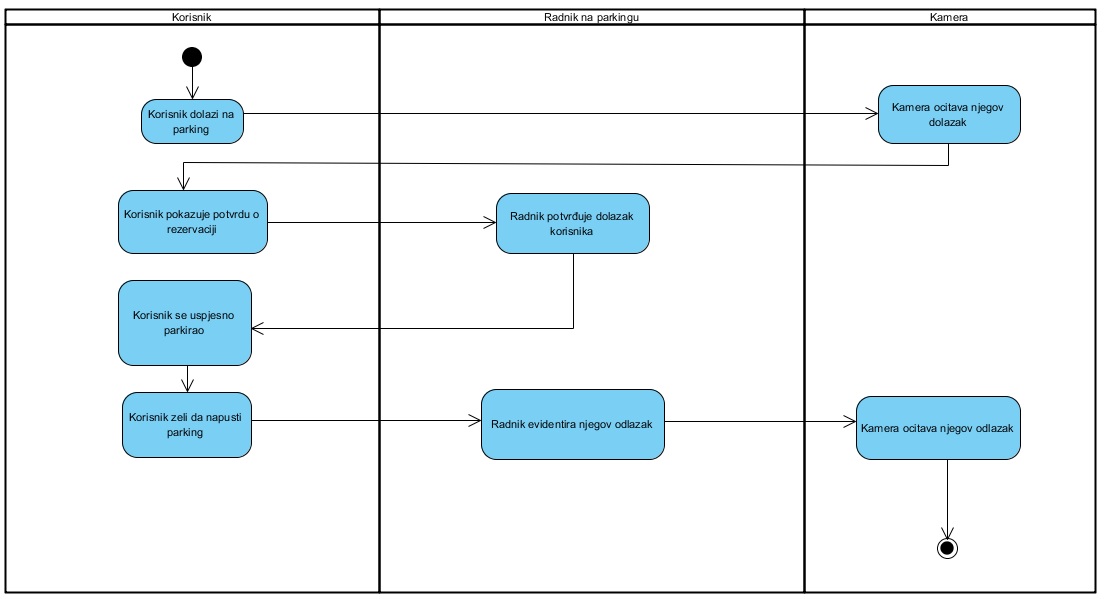 Korisnik
Radnik na parkingu
Kamera
Korisnik dolazi na
parking
Kamera ocitava njegov
dolazak
Korisnik pokazuje potvrdu o
rezervaciji
Radnik potvrđuje dolazak
korisnika
Korisnik se uspjesno
parkirao
Korisnik zeli da napusti
parking
Radnik evidentira njegov odlazak
Kamera ocitava njegov odlazak